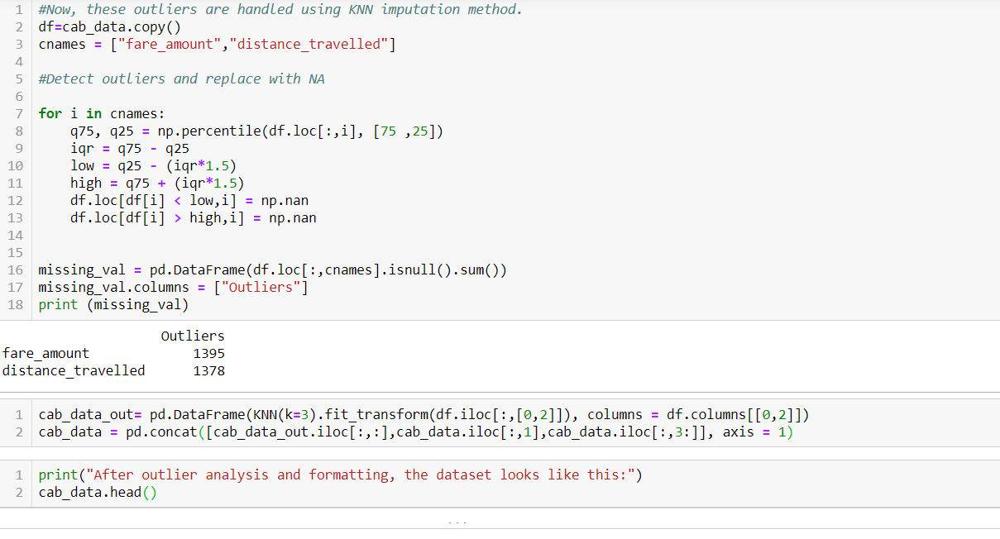 1 #Now, these outliers are handled using KNN imputation method.
2 df=cab_data.copy()
3 cnames = ["fare_amount","distance_travelled"]
4
5 #Detect outliers and replace with NA
6
7 for i in cnames:
8     q75, q25 = np.percentile(df.loc[:,i], [75 ,25])
9     iqr = q75 - q25
10     low = q25 - (iqr*1.5)
11     high = q75 + (iqr*1.5)
12     df.loc[df[i] < low,i] = np.nan
13     df.loc[df[i] > high,i] = np.nan
14
15
16 missing_val = pd.DataFrame(df.loc[:,cnames].isnull().sum())
17 missing_val.columns = ["Outliers"]
18 print (missing_val)
Outliers
fare_amount 1395
distance_travelled 1378
1 cab_data_out= pd.DataFrame(KNN(k=3).fit_transform(df.iloc[:,[0,2]]), columns = df.columns[[0,2]])
2 cab_data = pd.concat([cab_data_out.iloc[:,:],cab_data.iloc[:,1],cab_data.iloc[:,3:]], axis = 1)
1 print("After outlier analysis and formatting, the dataset looks like this:")
2 cab_data.head()
...